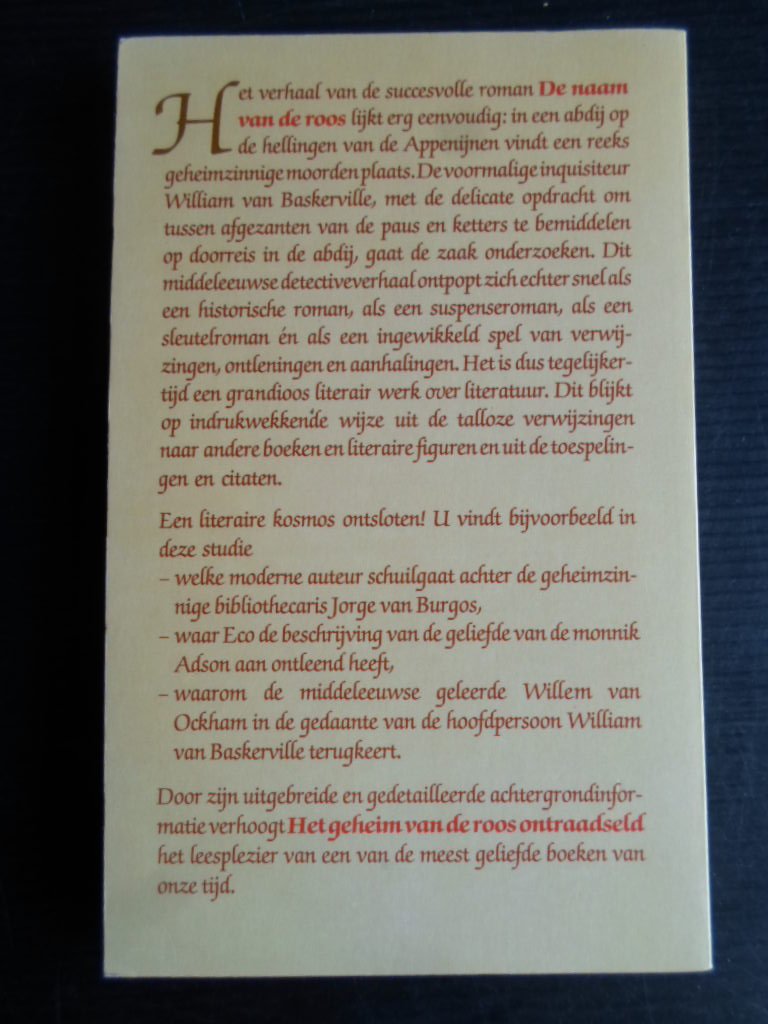 Het verhaal van de succesvolle roman De naam
van de roos lijkt erg eenvoudig: in een abdij op
de hellingen van de Appenijnen vindt een reeks
geheimzinnige moorden plaats. De voormalige inquisiteur
William van Baskerville, met de delicate opdracht om
tussen afgezanten van de paus en ketters te bemiddelen
op doorreis in de abdij, gaat de zaak onderzoeken. Dit
middeleeuwse detectiveverhaal ontpopt zich echter snel als
een historische roman, als een suspenseroman, als een
sleutelroman én als een ingewikkeld spel van verwij-
zingen, ontleningen en aanhalingen. Het is dus tegelijker-
tijd een grandioos literair werk over literatuur. Dit blijkt
op indrukwekkende wijze uit de talloze verwijzingen
naar andere boeken en literaire figuren en uit de toespelin-
gen en citaten.
Een literaire kosmos ontsloten! U vindt bijvoorbeeld in
deze studie
– welke moderne auteur schuilgaat achter de geheimzin-
nige bibliothecaris Jorge van Burgos,
– waar Eco de beschrijving van de geliefde van de monnik
Adson aan ontleend heeft,
– waarom de middeleeuwse geleerde Willem van
Ockham in de gedaante van de hoofdpersoon William
van Baskerville terugkeert.
Door zijn uitgebreide en gedetailleerde achtergrondinfor-
matie verhoogt Het geheim van de roos ontraadseld
het leesplezier van een van de meest geliefde boeken van
onze tijd.